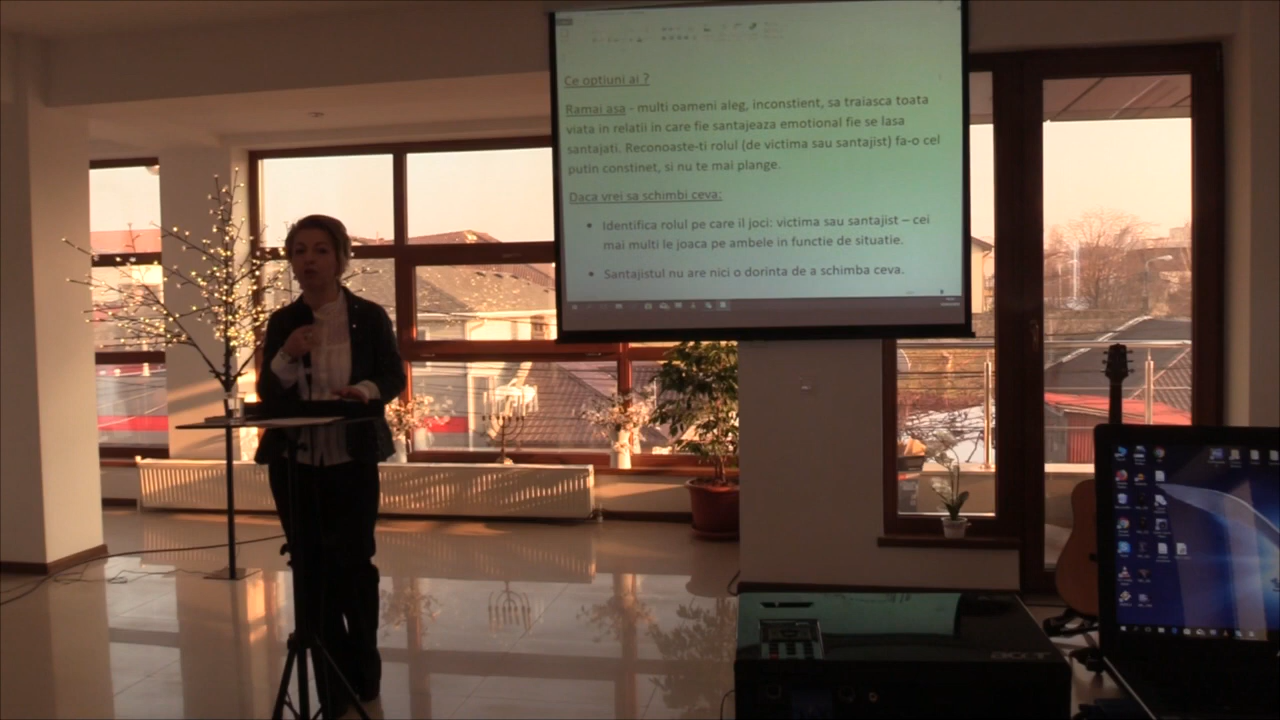 Ce optiuni ai ?
Ramai asa - multi oameni aleg, inconstient, sa traiasca toata
viata in relatii in care fie santajeaza emotional fie se lasa
santajati. Reconoaste-ti rolul (de victima sau santajist) fa-o cel
putin constinet, si nu te mai plange.
Daca vrei sa schimbi ceva:
• Identifica rolul pe care il joci: victima sau santajist – cei
mai multi le joaca pe ambele in functie de situatie.
• Santajistul nu are nici o dorinta de a schimba ceva.
acer